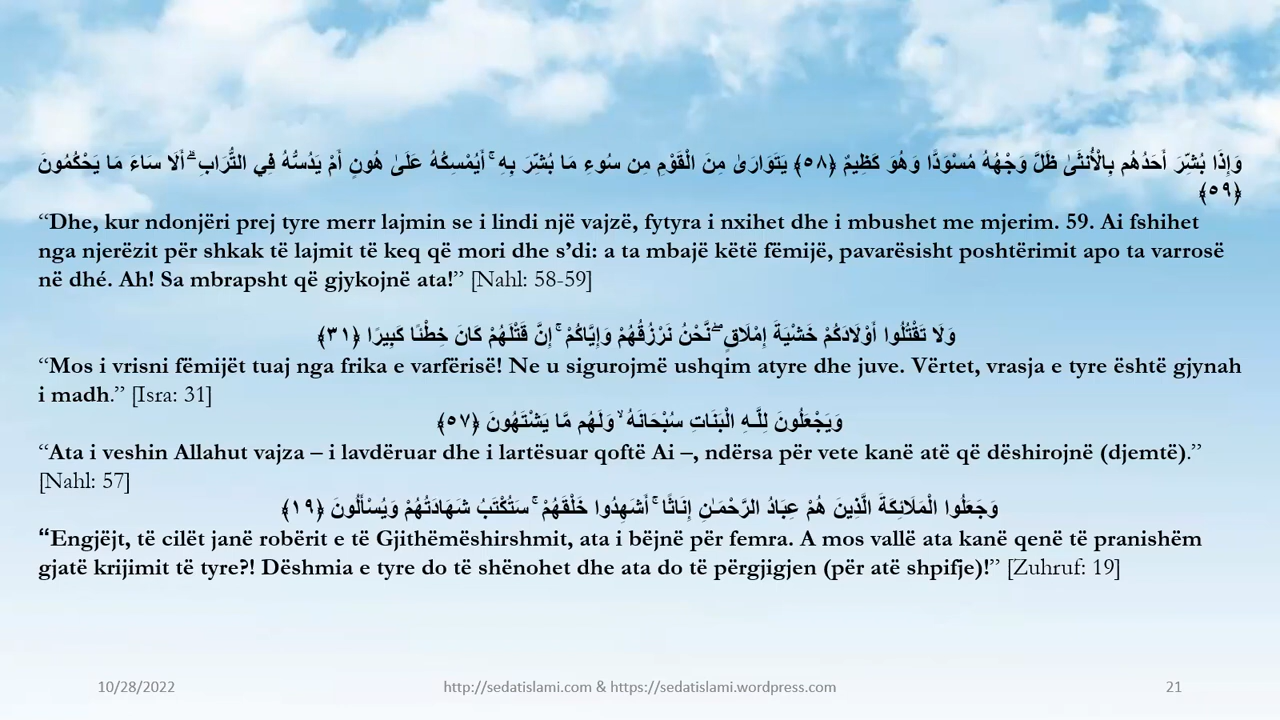 وَإِذَا بُشِّرَ أَحَدُهُم بِالْأُنثَىٰ ظَلَّ وَجْهُهُ مُسْوَدًّا وَهُوَ كَظِيمٌ ﴿٥٨﴾ يَتَوَارَىٰ مِنَ الْقَوْمِ مِن سُوءِ مَا بُشِّرَ بِهِ ۚ أَيُمْسِكُهُ عَلَىٰ هُونٍ أَمْ يَدُسُّهُ فِي التُّرَابِ ۗ أَلَا سَاءَ مَا يَحْكُمُونَ
﴿٥٩﴾
“Dhe, kur ndonjëri prej tyre merr lajmin se i lindi një vajzë, fytyra i nxihet dhe i mbushet me mjerim. 59. Ai fshihet
nga njerëzit për shkak të lajmit të keq që mori dhe s’di: a ta mbajë këtë fëmijë, pavarësisht poshtërimit apo ta varrosë
në dhé. Ah! Sa mbrapsht që gjykojnë ata!” [Nahl: 58-59]
وَلَا تَقْتُلُوا أَوْلَادَكُمْ خَشْيَةَ إِمْلَاقٍ ۖ نَّحْنُ نَرْزُقُهُمْ وَإِيَّاكُمْ ۚ إِنَّ قَتْلَهُمْ كَانَ خِطْئًا كَبِيرًا ﴿٣١﴾
“Mos i vrisni fëmijët tuaj nga frika e varfërisë! Ne u sigurojmë ushqim atyre dhe juve. Vërtet, vrasja e tyre është gjynah
i madh.” [Isra: 31]
وَيَجْعَلُونَ لِلَّـهِ الْبَنَاتِ سُبْحَانَهُ ۙ وَلَهُم مَّا يَشْتَهُونَ ﴿٥٧﴾
“Ata i veshin Allahut vajza – i lavdëruar dhe i lartësuar qoftë Ai –, ndërsa për vete kanë atë që dëshirojnë (djemtë).”
[Nahl: 57]
وَجَعَلُوا الْمَلَائِكَةَ الَّذِينَ هُمْ عِبَادُ الرَّحْمَـٰنِ إِنَاثًا ۚ أَشَهِدُوا خَلْقَهُمْ ۚ سَتُكْتَبُ شَهَادَتُهُمْ وَيُسْأَلُونَ ﴿١٩﴾
“Engjëjt, të cilët janë robërit e të Gjithëmëshirshmit, ata i bëjnë për femra. A mos vallë ata kanë qenë të pranishëm
gjatë krijimit të tyre?! Dëshmia e tyre do të shënohet dhe ata do të përgjigjen (për atë shpifje)!” [Zuhruf: 19]
10/28/2022 http://sedatislami.com & https://sedatislami.wordpress.com 21